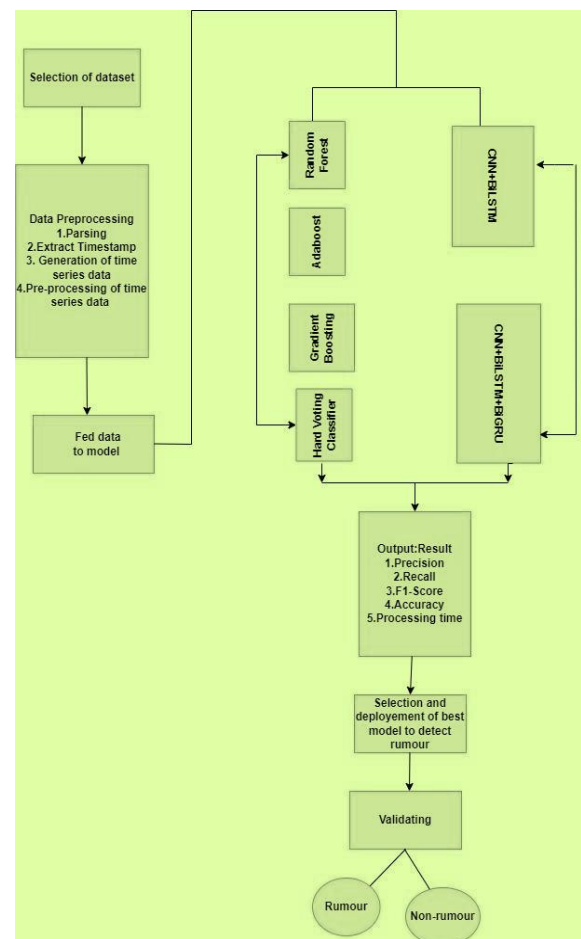 Selection of dataset
Data Preprocessing
1.Parsing
2.Extract Timestamp
3. Generation of time
series data
4.Pre-processing of time
series data
Fed data
to model
Random
Forest
Adaboost
Gradient
Boosting
Hard Voting
Classifier
CNN+BiLSTM
CNN+BiLSTM+BIGRU
Output:Result
1.Precision
2.Recall
3.F1-Score
4.Accuracy
5.Processing time
Selection and
deployement of best
model to detect
rumour
Validating
Rumour
Non-rumour